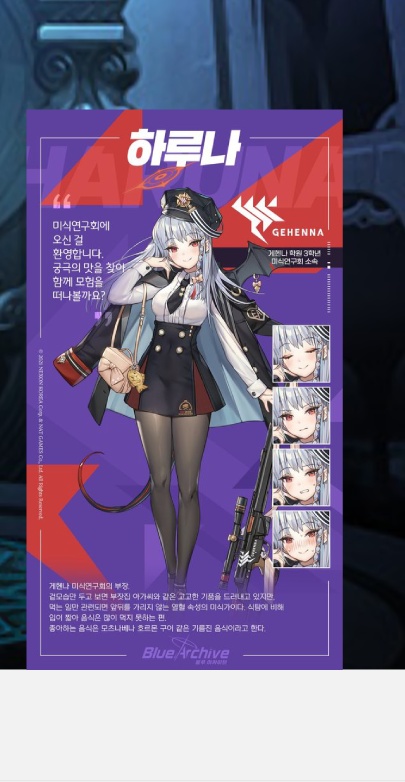 HARUNA
하루나
GEHENNA
게헨나 학원 3학년
미식연구회 소속
“
미식연구회에
오신 걸
환영합니다.
궁극의 맛을 찾아
함께 모험을
떠나볼까요?
”
게헨나 미식연구회의 부장.
겉모습만 두고 보면 부잣집 아가씨와 같은 고고한 기품을 드러내고 있지만,
먹는 일만 관련되면 앞뒤를 가리지 않는 열혈 속성의 미식가이다. 식탐에 비해
입이 짧아 음식은 많이 먹지 못하는 편.
좋아하는 음식은 모츠나베나 호르몬 구이 같은 기름진 음식이라고 한다.
Blue Archive